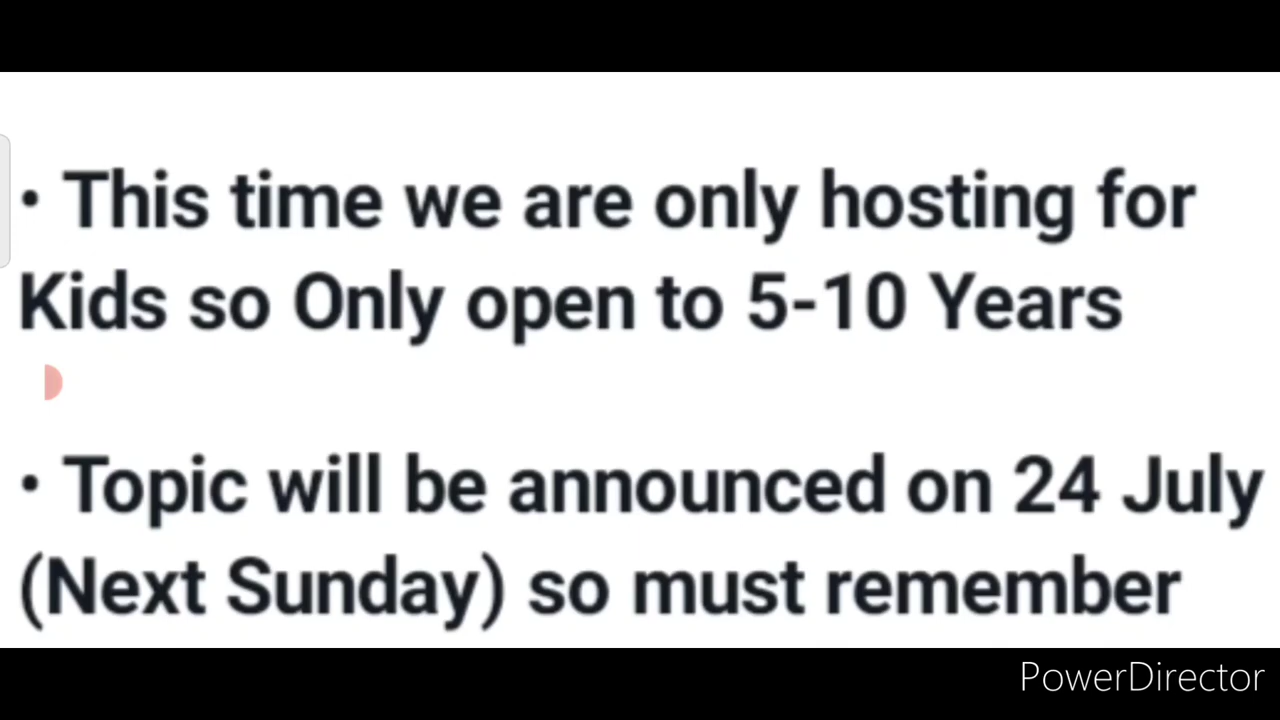 • This time we are only hosting for
Kids so Only open to 5-10 Years
• Topic will be announced on 24 July
(Next Sunday) so must remember
PowerDirector